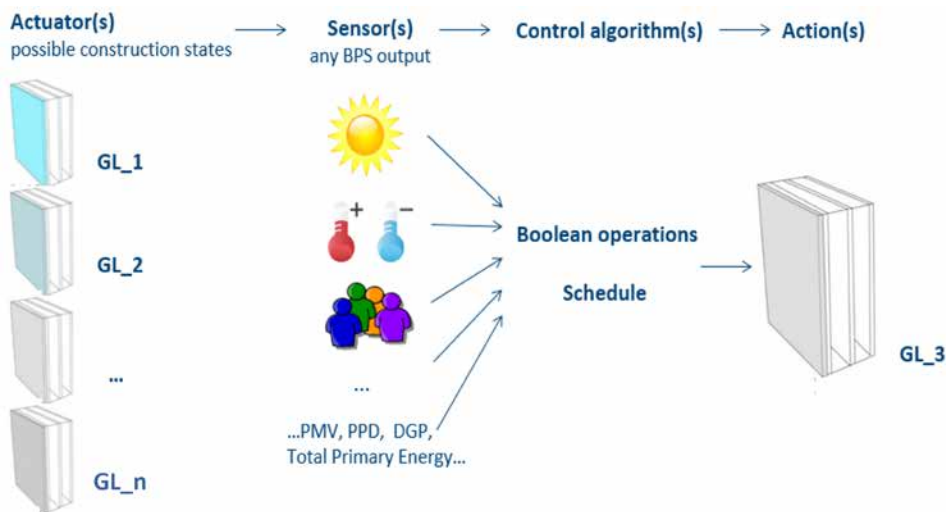 Actuator(s)
possible construction states
Sensor(s)
any BPS output
Control algorithm(s)
Action(s)
GL_1
GL_2
...
GL_n
+
−
...
...PMV, PPD, DGP,
Total Primary Energy...
Boolean operations
Schedule
GL_3